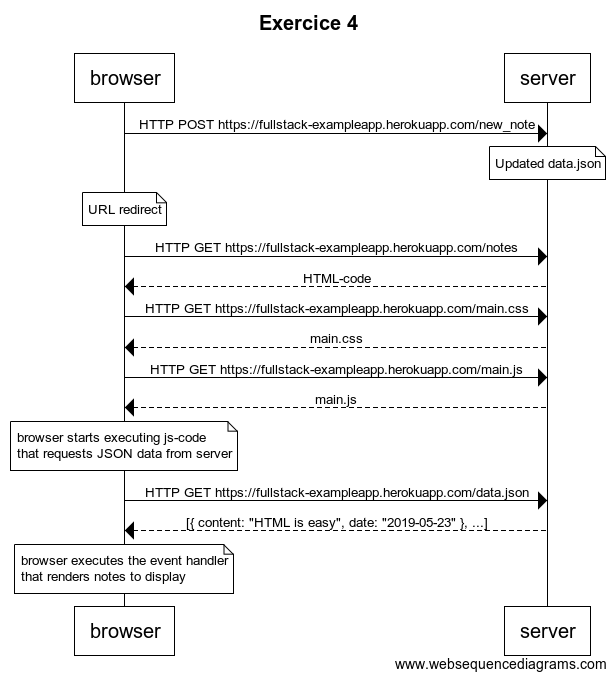 Exercice 4
browser
server
HTTP POST https://fullstack-exampleapp.herokuapp.com/new_note
Updated data.json
URL redirect
HTTP GET https://fullstack-exampleapp.herokuapp.com/notes
HTML-code
HTTP GET https://fullstack-exampleapp.herokuapp.com/main.css
main.css
HTTP GET https://fullstack-exampleapp.herokuapp.com/main.js
main.js
browser starts executing js-code
that requests JSON data from server
HTTP GET https://fullstack-exampleapp.herokuapp.com/data.json
[{ content: "HTML is easy", date: "2019-05-23" }, ...]
browser executes the event handler
that renders notes to display
browser
server
www.websequencediagrams.com